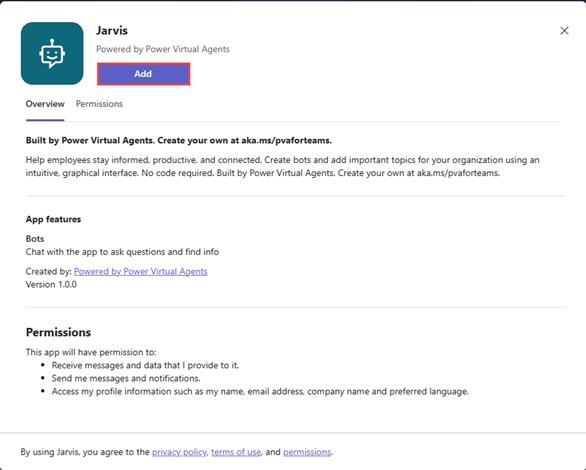 Jarvis
Powered by Power Virtual Agents
Add
Overview Permissions
Built by Power Virtual Agents. Create your own at aka.ms/pvaforteams.
Help employees stay informed, productive, and connected. Create bots and add important topics for your organization using an
intuitive, graphical interface. No code required. Built by Power Virtual Agents. Create your own at aka.ms/pvaforteams.
App features
Bots
Chat with the app to ask questions and find info
Created by: Powered by Power Virtual Agents
Version 1.0.0
Permissions
This app will have permission to:
• Receive messages and data that I provide to it.
• Send me messages and notifications.
• Access my profile information such as my name, email address, company name and preferred language.
By using Jarvis, you agree to the privacy policy, terms of use, and permissions.